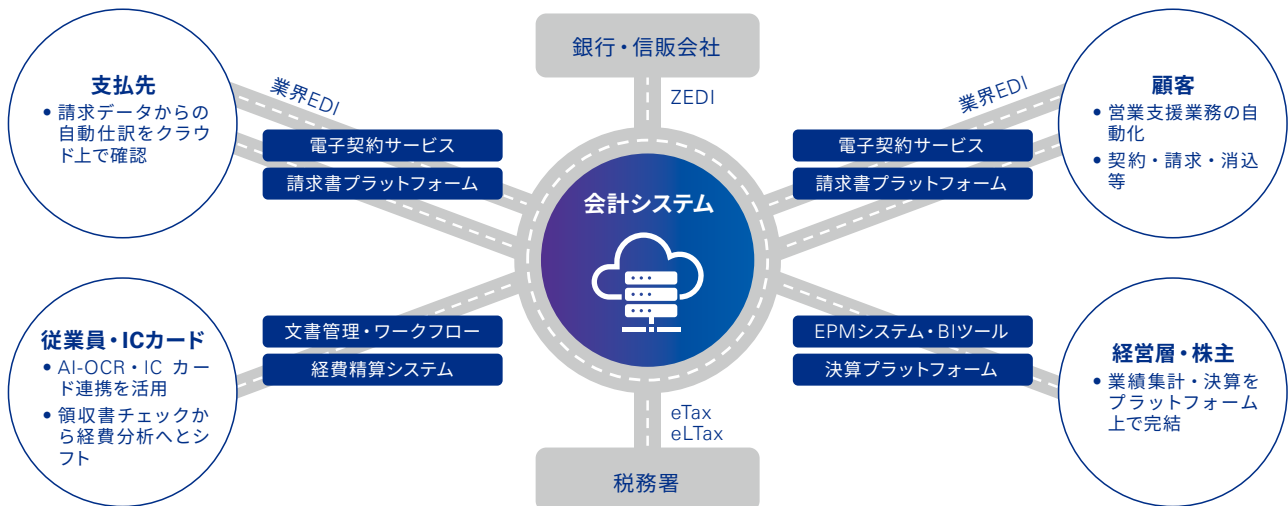 銀行・信販会社
ZEDI
支払先
• 請求データからの
自動仕訳をクラウ
ド上で確認
業界EDI
電子契約サービス
請求書プラットフォーム
業界EDI
電子契約サービス
請求書プラットフォーム
顧客
• 営業支援業務の自
動化
• 契約・請求・消込
等
会計システム
従業員・ICカード
• AI-OCR・IC カー
ド連携を活用
• 領収書チェックか
ら経費分析へとシ
フト
文書管理・ワークフロー
経費精算システム
EPMシステム・BIツール
決算プラットフォーム
経営層・株主
• 業績集計・決算を
プラットフォーム
上で完結
eTax
eLTax
税務署